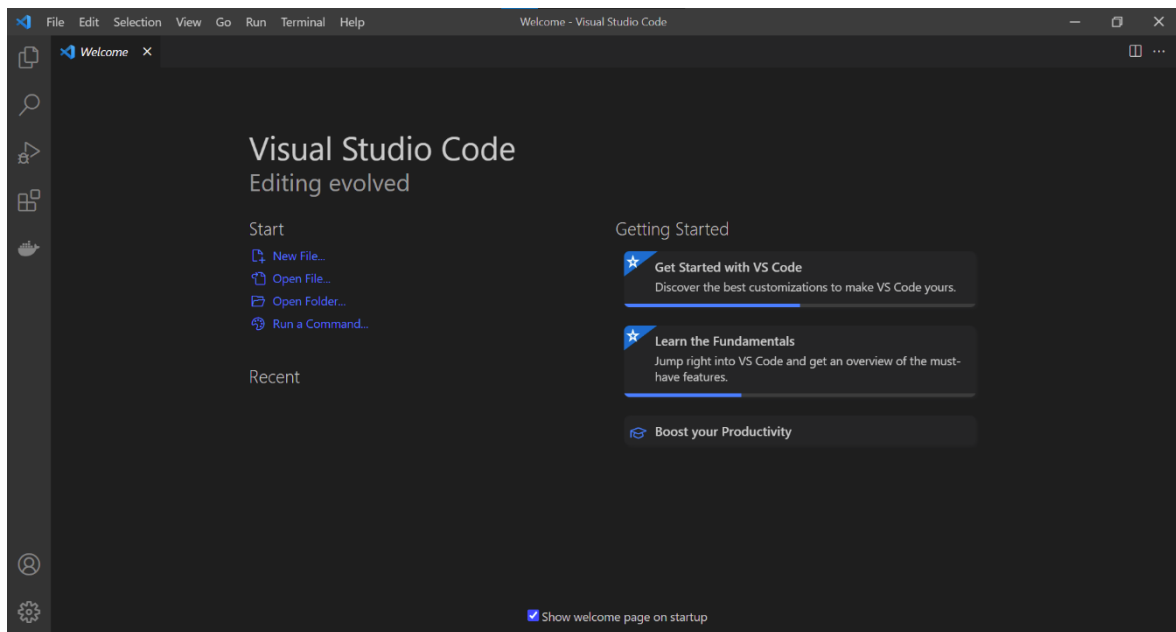 File Edit Selection View Go Run Terminal Help
Welcome - Visual Studio Code
Welcome
Visual Studio Code
Editing evolved
Start
New File...
Open File...
Open Folder...
Run a Command...
Recent
Getting Started
Get Started with VS Code
Discover the best customizations to make VS Code yours.
Learn the Fundamentals
Jump right into VS Code and get an overview of the must-
have features.
Boost your Productivity
Show welcome page on startup